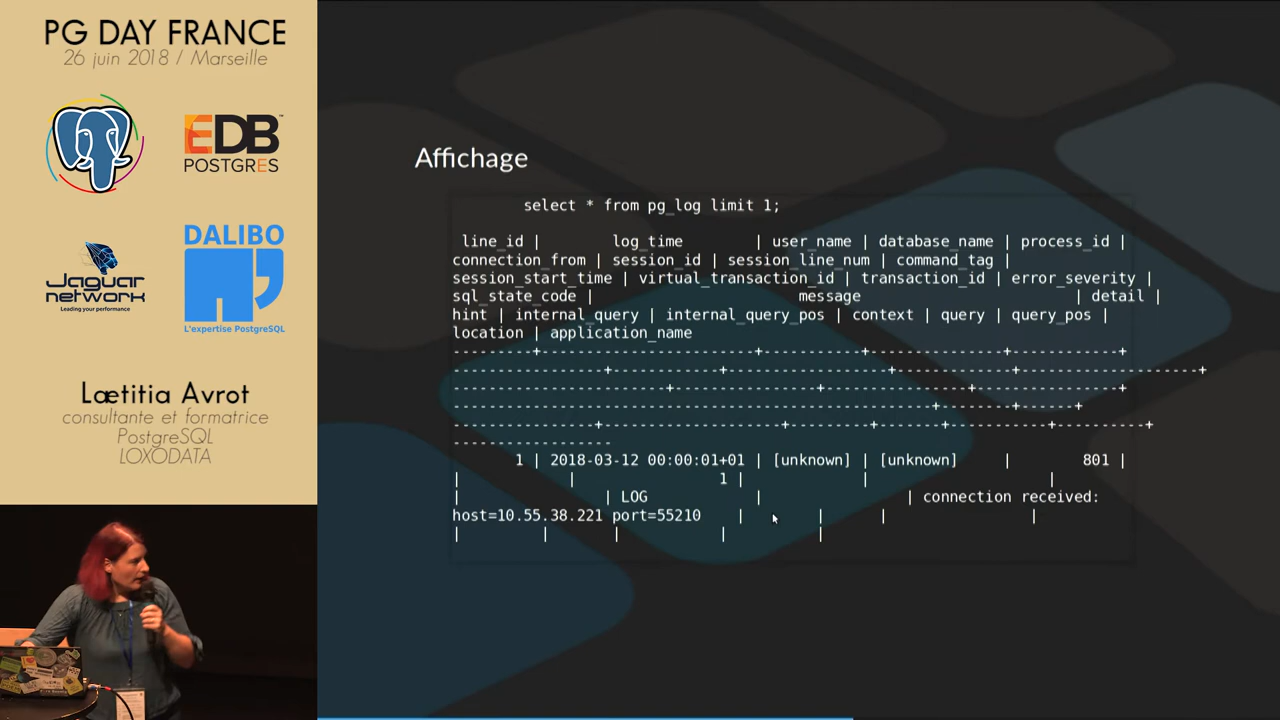 PG DAY FRANCE
26 juin 2018 / Marseille
EDB™
POSTGRES
Jaguar
network
Leading your performance
DALIBO
L'expertise PostgreSQL
Lætitia Avrot
consultante et formatrice
PostgreSQL
LOXODATA
Affichage
select * from pg_log limit 1;
line_id | log_time | user_name | database_name | process_id |
connection_from | session_id | session_line_num | command_tag |
session_start_time | virtual_transaction_id | transaction_id | error_severity |
sql_state_code | message | detail |
hint | internal_query | internal_query_pos | context | query | query_pos |
location | application_name
---------+------------------------+------------+---------------+------------+
-----------------+------------+------------------+-------------+---------------------+
------------------------+----------------+----------------+----------------+
------------------------------------------------------+--------+------+
----------------+--------------------+---------+-------+-----------+----------+
------------------
1 | 2018-03-12 00:00:01+01 | [unknown] | [unknown] | 801 |
| | 1 | | |
| | LOG | | connection received:
host=10.55.38.221 port=55210 | | | |
| | | | |